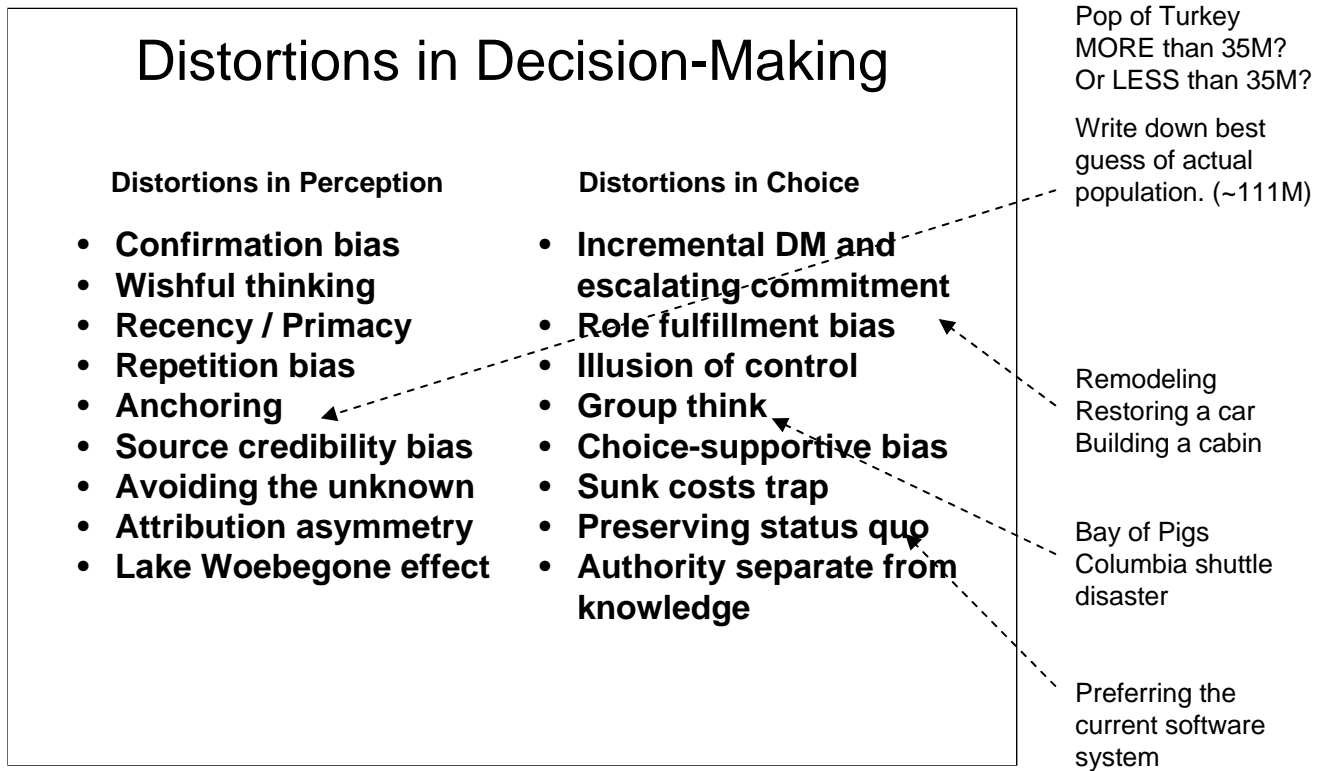 Distortions in Decision-Making
Distortions in Perception
• Confirmation bias
• Wishful thinking
• Recency / Primacy
• Repetition bias
• Anchoring
• Source credibility bias
• Avoiding the unknown
• Attribution asymmetry
• Lake Woebegone effect
Distortions in Choice
• Incremental DM and
escalating commitment
• Role fulfillment bias
• Illusion of control
• Group think
• Choice-supportive bias
• Sunk costs trap
• Preserving status quo
• Authority separate from
knowledge
Pop of Turkey
MORE than 35M?
Or LESS than 35M?
Write down best
guess of actual
population. (~111M)
Remodeling
Restoring a car
Building a cabin
Bay of Pigs
Columbia shuttle
disaster
Preferring the
current software
system